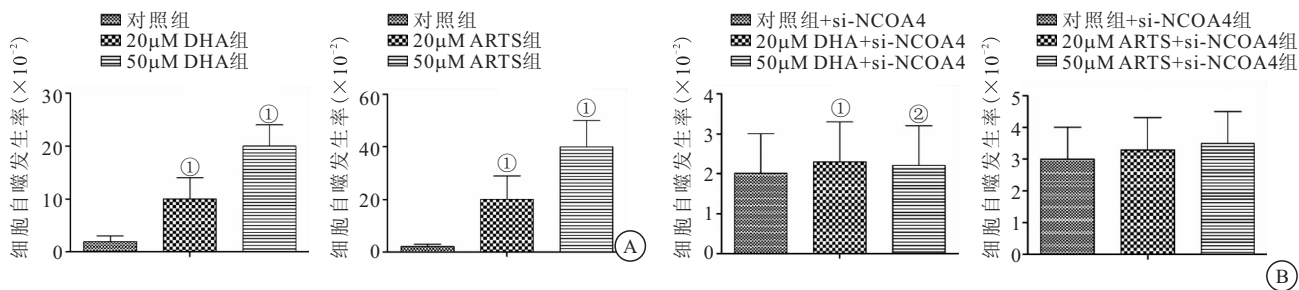 对照组
20μM DHA组
50μM DHA组
细胞自噬发生率(×10⁻²)
30
20
10
0
①
①
对照组
20μM ARTS组
50μM ARTS组
细胞自噬发生率(×10⁻²)
60
40
20
0
①
①
A
对照组+si-NCOA4
20μM DHA+si-NCOA4
50μM DHA+si-NCOA4
细胞自噬发生率(×10⁻²)
4
3
2
1
0
①
②
对照组+si-NCOA4组
20μM ARTS+si-NCOA4组
50μM ARTS+si-NCOA4组
细胞自噬发生率(×10⁻²)
5
4
3
2
1
0
B